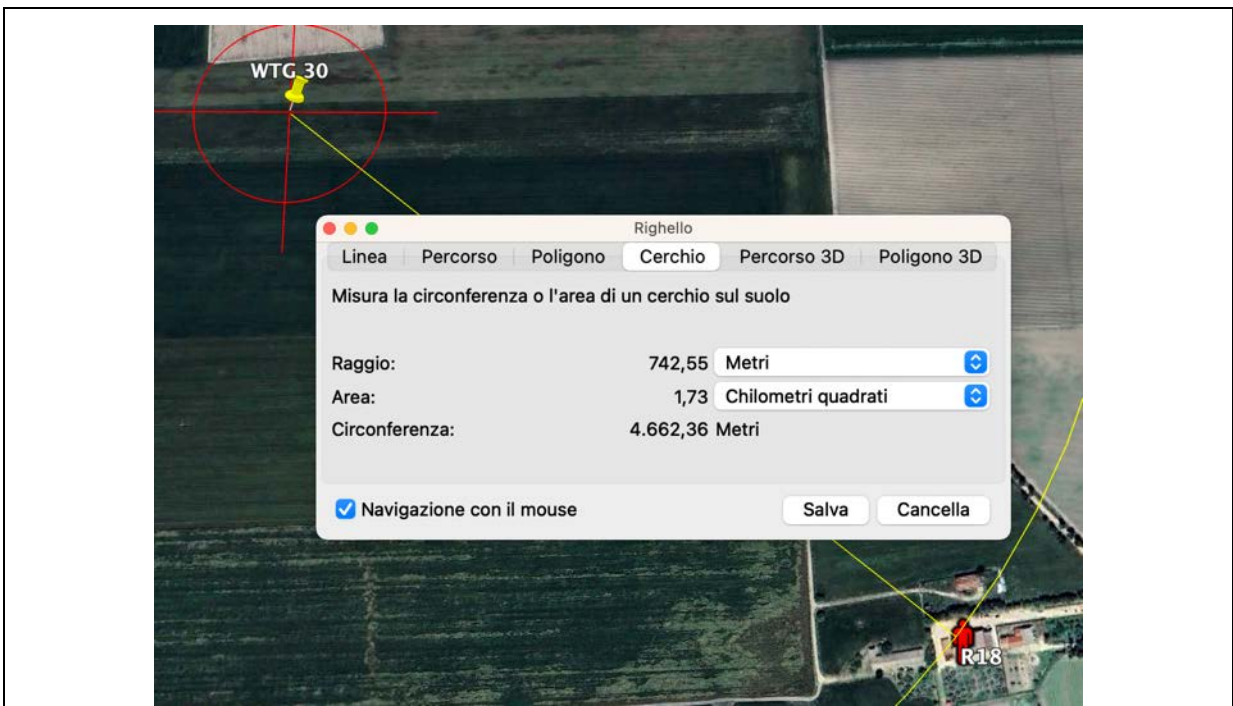 WTG 30
Righello
Linea Percorso Poligono Cerchio Percorso 3D Poligono 3D
Misura la circonferenza o l'area di un cerchio sul suolo
Raggio: 742,55 Metri
Area: 1,73 Chilometri quadrati
Circonferenza: 4.662,36 Metri
Navigazione con il mouse Salva Cancella
R18